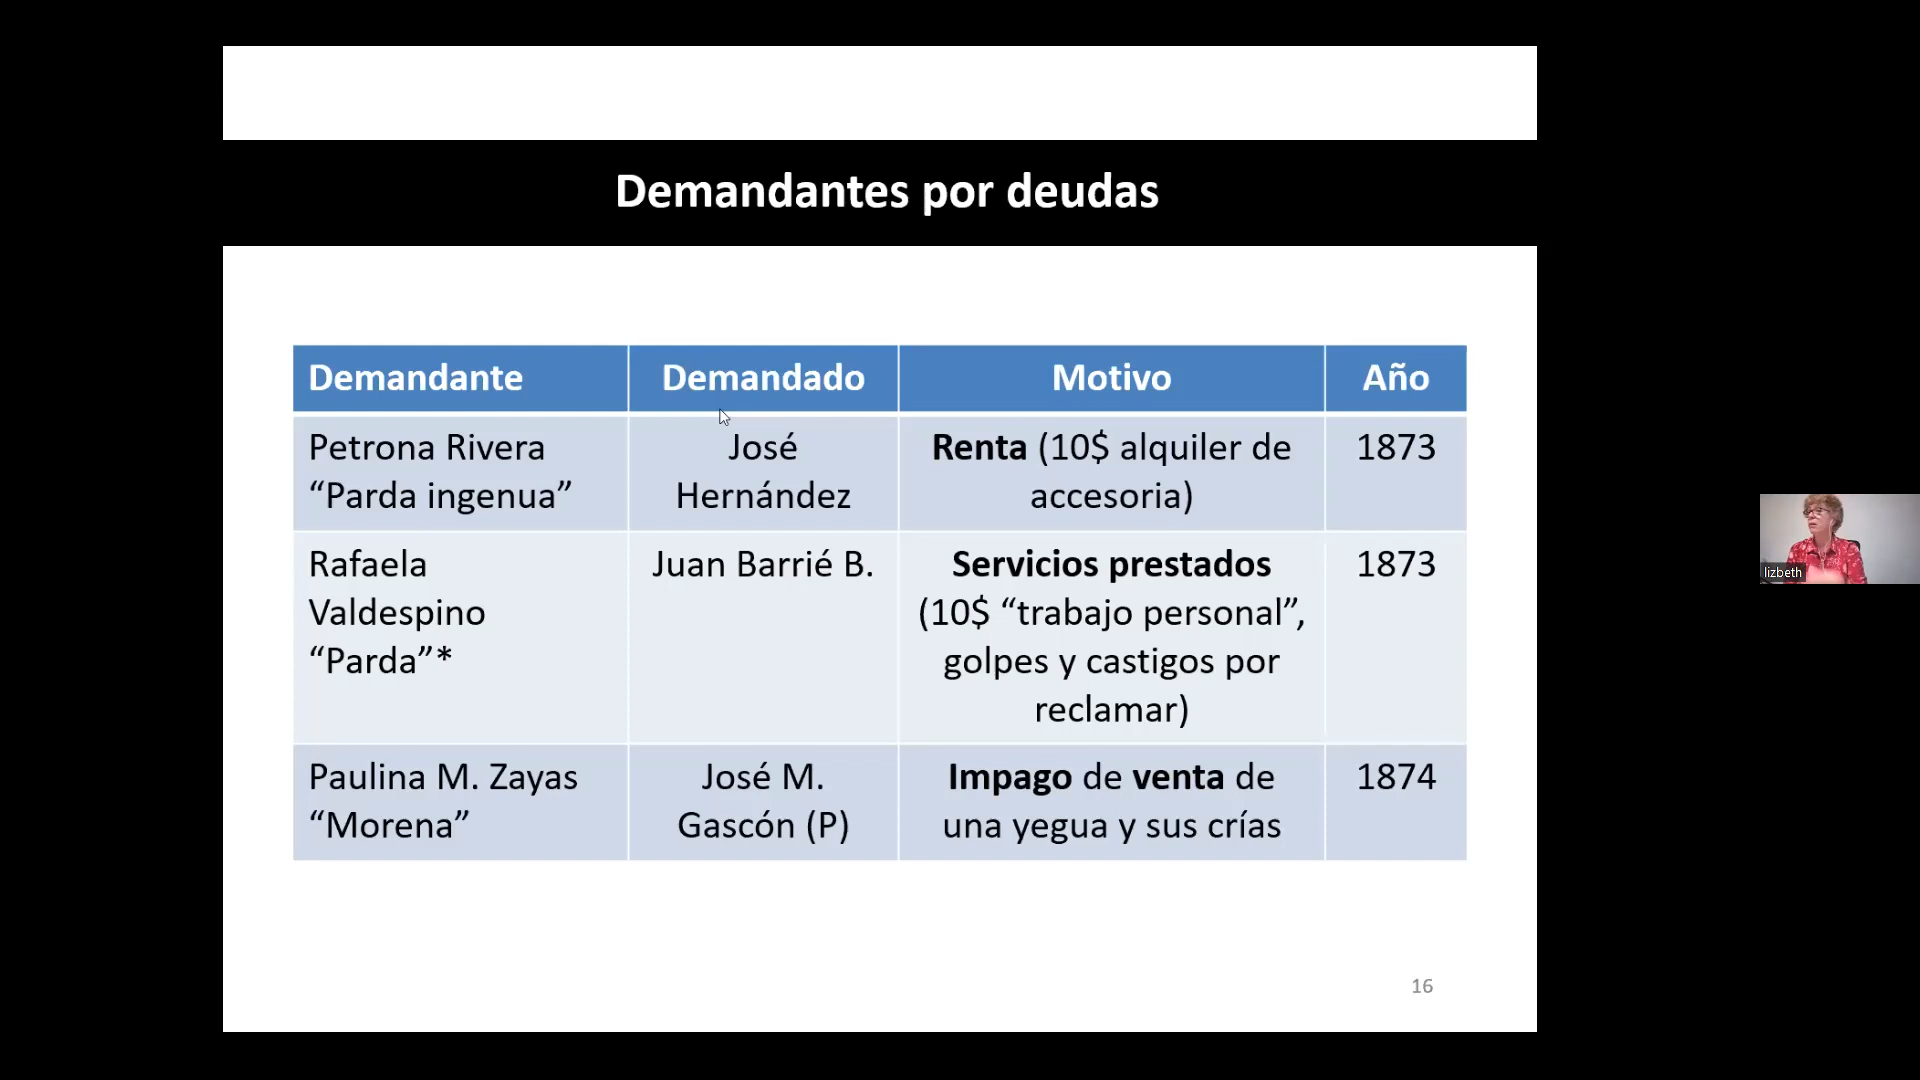 Demandantes por deudas
Demandante Demandado Motivo Año
Petrona Rivera
“Parda ingenua”
José
Hernández
Renta (10$ alquiler de
accesoria)
1873
Rafaela
Valdespino
“Parda”*
Juan Barrié B.
Servicios prestados
(10$ “trabajo personal”,
golpes y castigos por
reclamar)
1873
Paulina M. Zayas
“Morena”
José M.
Gascón (P)
Impago de venta de
una yegua y sus crías
1874
16
lizbeth